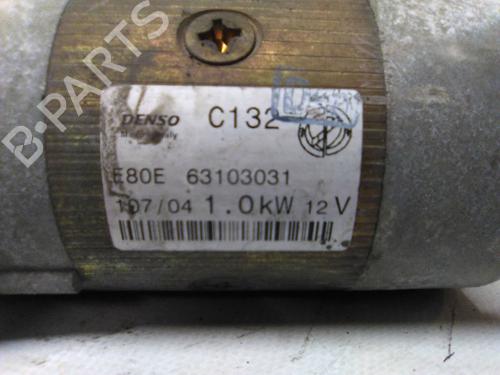 B-PARTS
DENSO C132
E80E 63103031
107/04 1.0kW 12V